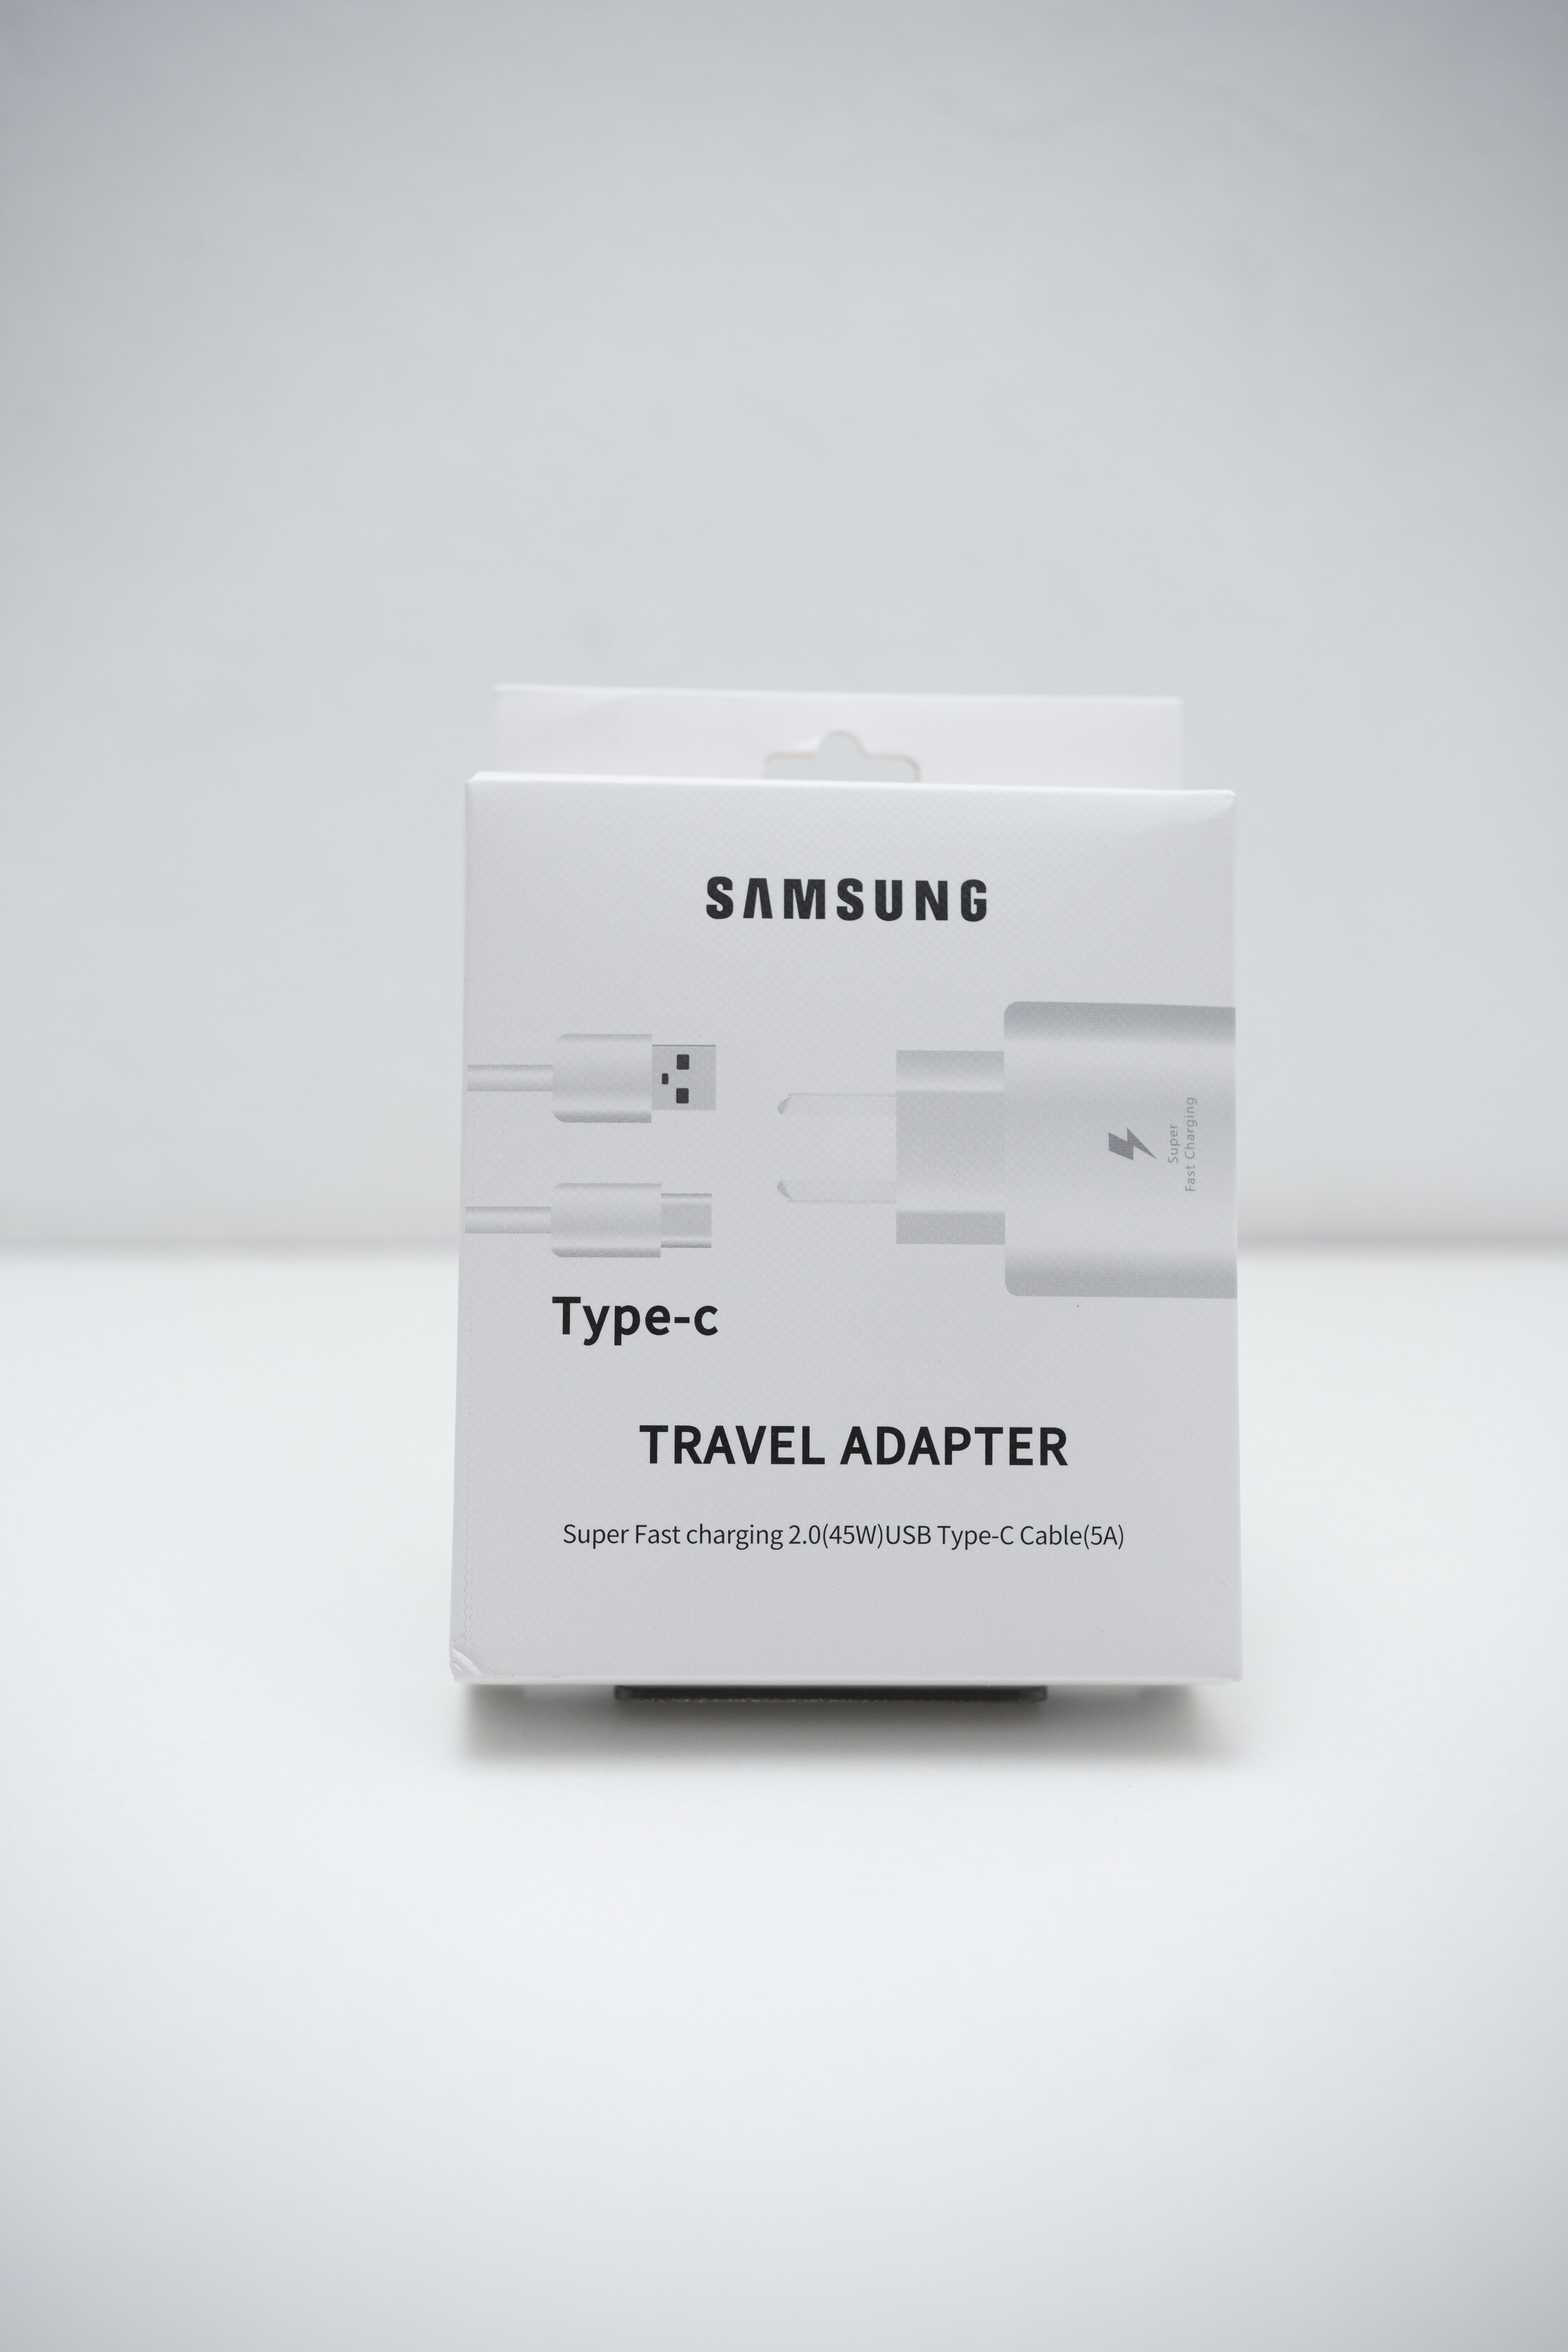 SAMSUNG
Super
Fast Charging
Type-c
TRAVEL ADAPTER
Super Fast charging 2.0(45W)USB Type-C Cable(5A)